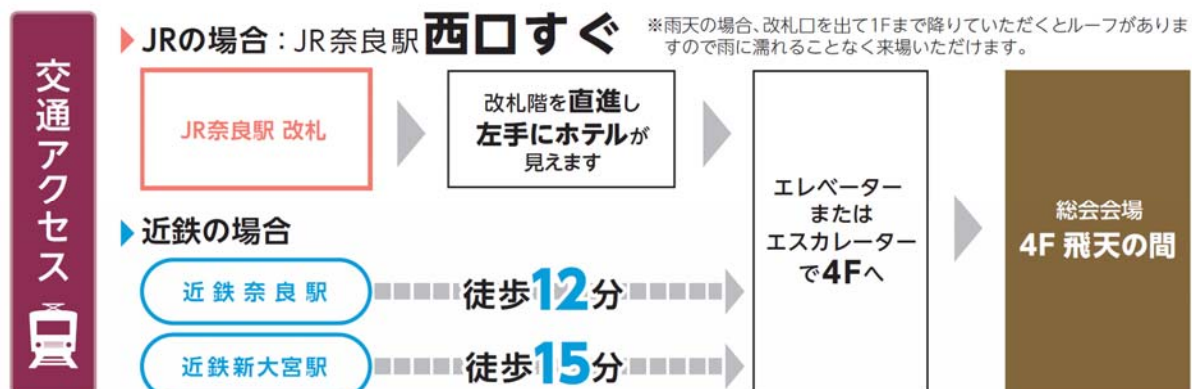 交通アクセス
JRの場合：JR奈良駅西口すぐ
※雨天の場合、改札口を出て1Fまで降りていただくとルーフがありま
すので雨に濡れることなく来場いただけます。
JR奈良駅 改札
改札階を直進し
左手にホテルが
見えます
近鉄の場合
近鉄奈良駅
徒歩12分
近鉄新大宮駅
徒歩15分
エレベーター
または
エスカレーター
で4Fへ
総会会場
4F 飛天の間